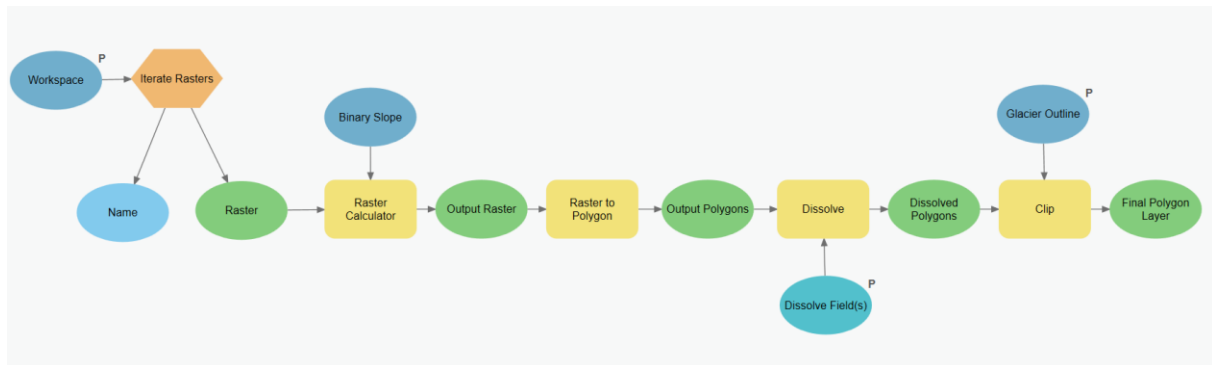 Workspace
P
Iterate Rasters
Name
Raster
Binary Slope
Raster
Calculator
Output Raster
Raster to
Polygon
Output Polygons
Dissolve
Dissolve Field(s)
P
Dissolved
Polygons
Glacier Outline
P
Clip
Final Polygon
Layer